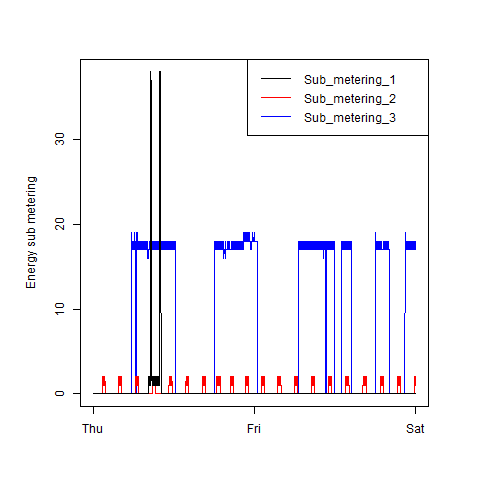 Sub_metering_1
Sub_metering_2
Sub_metering_3
Energy sub metering
30
20
10
0
Thu Fri Sat